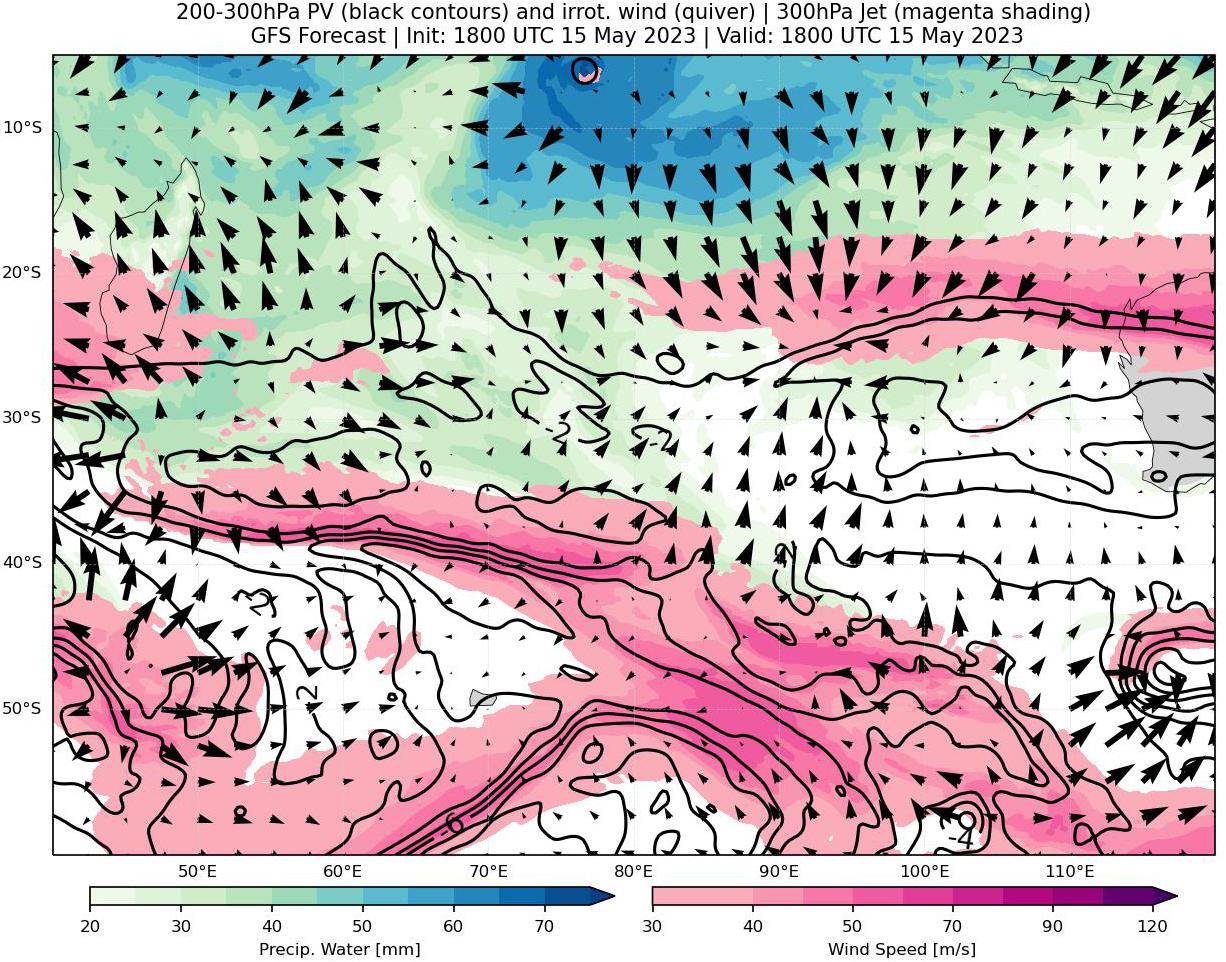 200-300hPa PV (black contours) and irrot. wind (quiver) | 300hPa Jet (magenta shading)
GFS Forecast | Init: 1800 UTC 15 May 2023 | Valid: 1800 UTC 15 May 2023
10°S
20°S
30°S
40°S
50°S
-2
-2
-2
-2
-2
-6
-4
50°E 60°E 70°E 80°E 90°E 100°E 110°E
20 30 40 50 60 70
30 40 50 70 90 120
Precip. Water [mm]
Wind Speed [m/s]